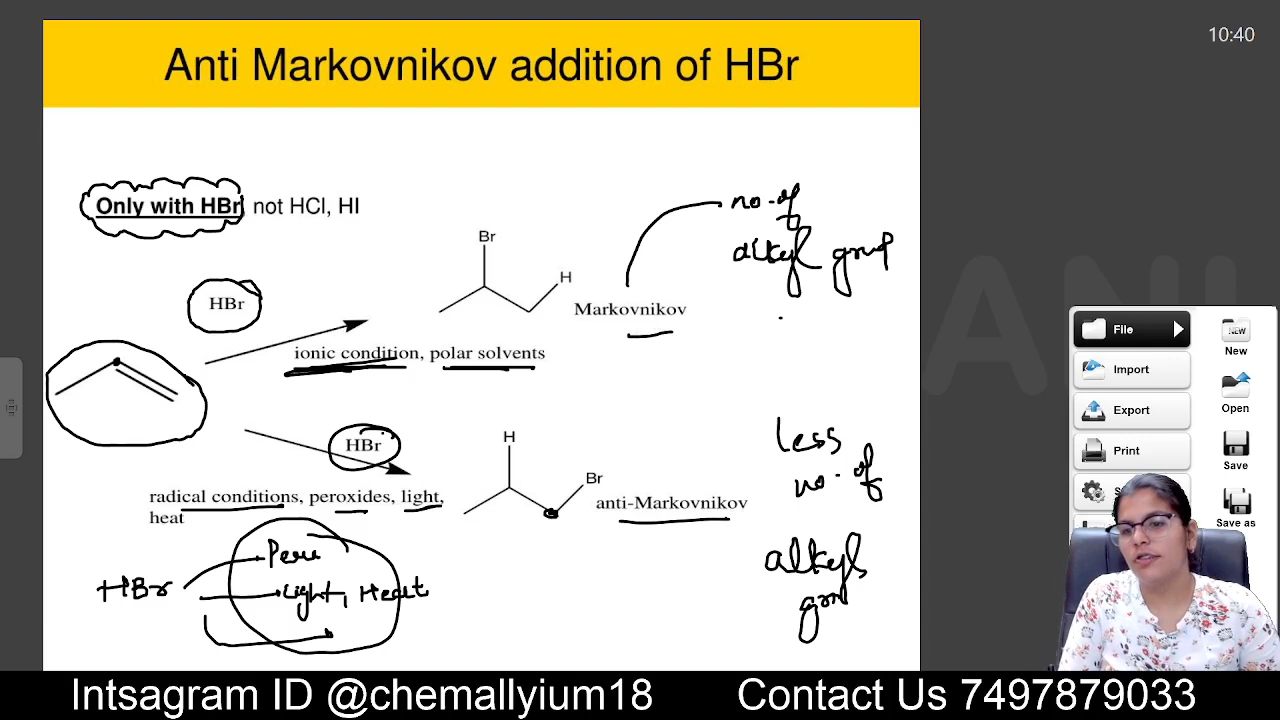 10:40
Anti Markovnikov addition of HBr
Only with HBr, not HCl, HI
no. of
alkyl group
Br
H
HBr
Markovnikov
ionic condition, polar solvents
HBr
H
Br
radical conditions, peroxides, light,
heat
anti-Markovnikov
less
no. of
alkyl
HBr
Light, Heat
File
Import
Export
Print
NEW
New
Open
Save
Save as
Intsagram ID @chemallyium18
Contact Us 7497879033